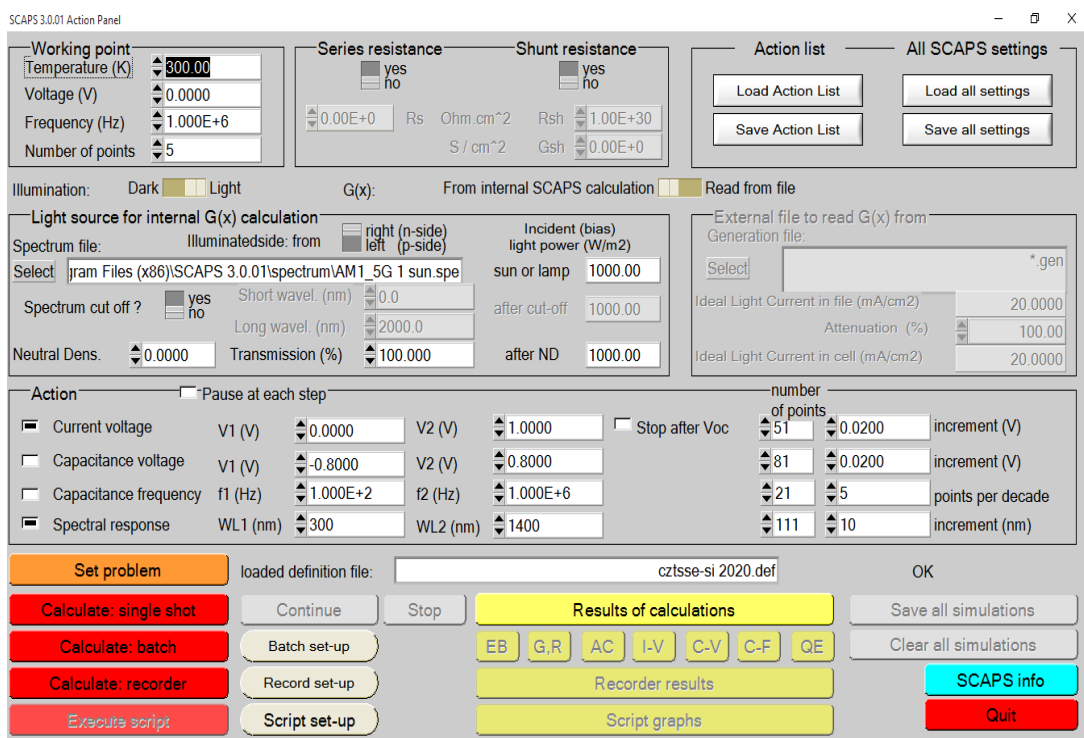 SCAPS 3.0.01 Action Panel
Working point
Temperature (K) 300.00
Voltage (V) 0.0000
Frequency (Hz) 1.000E+6
Number of points 5
Series resistance
yes
no
0.00E+0 Rs Ohm.cm^2
S / cm^2
Shunt resistance
yes
no
Rsh 1.00E+30
Gsh 0.00E+0
Action list
Load Action List
Save Action List
All SCAPS settings
Load all settings
Save all settings
Illumination: Dark Light G(x): From internal SCAPS calculation Read from file
Light source for internal G(x) calculation
Spectrum file: Illuminatedside: from right (n-side)
left (p-side)
Select gram Files (x86)\SCAPS 3.0.01\spectrum\AM1_5G 1 sun.spe
Spectrum cut off ? yes
no
Short wavel. (nm) 0.0
Long wavel. (nm) 2000.0
Neutral Dens. 0.0000 Transmission (%) 100.000
Incident (bias)
light power (W/m2)
sun or lamp 1000.00
after cut-off 1000.00
after ND 1000.00
External file to read G(x) from
Generation file:
Select *.gen
Ideal Light Current in file (mA/cm2) 20.0000
Attenuation (%) 100.00
Ideal Light Current in cell (mA/cm2) 20.0000
Action Pause at each step number
of points
Current voltage V1 (V) 0.0000 V2 (V) 1.0000 Stop after Voc 51 0.0200 increment (V)
Capacitance voltage V1 (V) -0.8000 V2 (V) 0.8000 81 0.0200 increment (V)
Capacitance frequency f1 (Hz) 1.000E+2 f2 (Hz) 1.000E+6 21 5 points per decade
Spectral response WL1 (nm) 300 WL2 (nm) 1400 111 10 increment (nm)
Set problem loaded definition file: cztsse-si 2020.def OK
Calculate: single shot Continue Stop Results of calculations Save all simulations
Calculate: batch Batch set-up EB G,R AC I-V C-V C-F QE Clear all simulations
Calculate: recorder Record set-up Recorder results SCAPS info
Execute script Script set-up Script graphs Quit